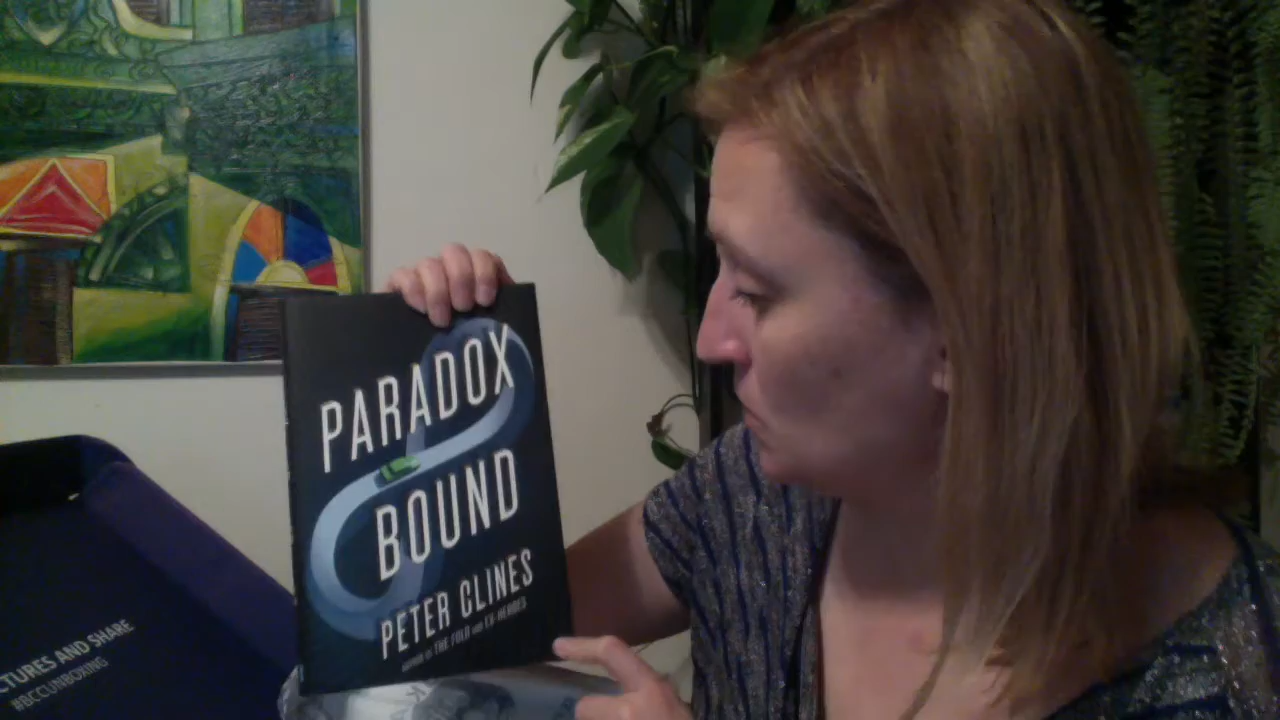 PARADOX
BOUND
PETER CLINES
AUTHOR OF THE FOLD AND EX-HEROES
CTURES AND SHARE
#BCCUNBOXING